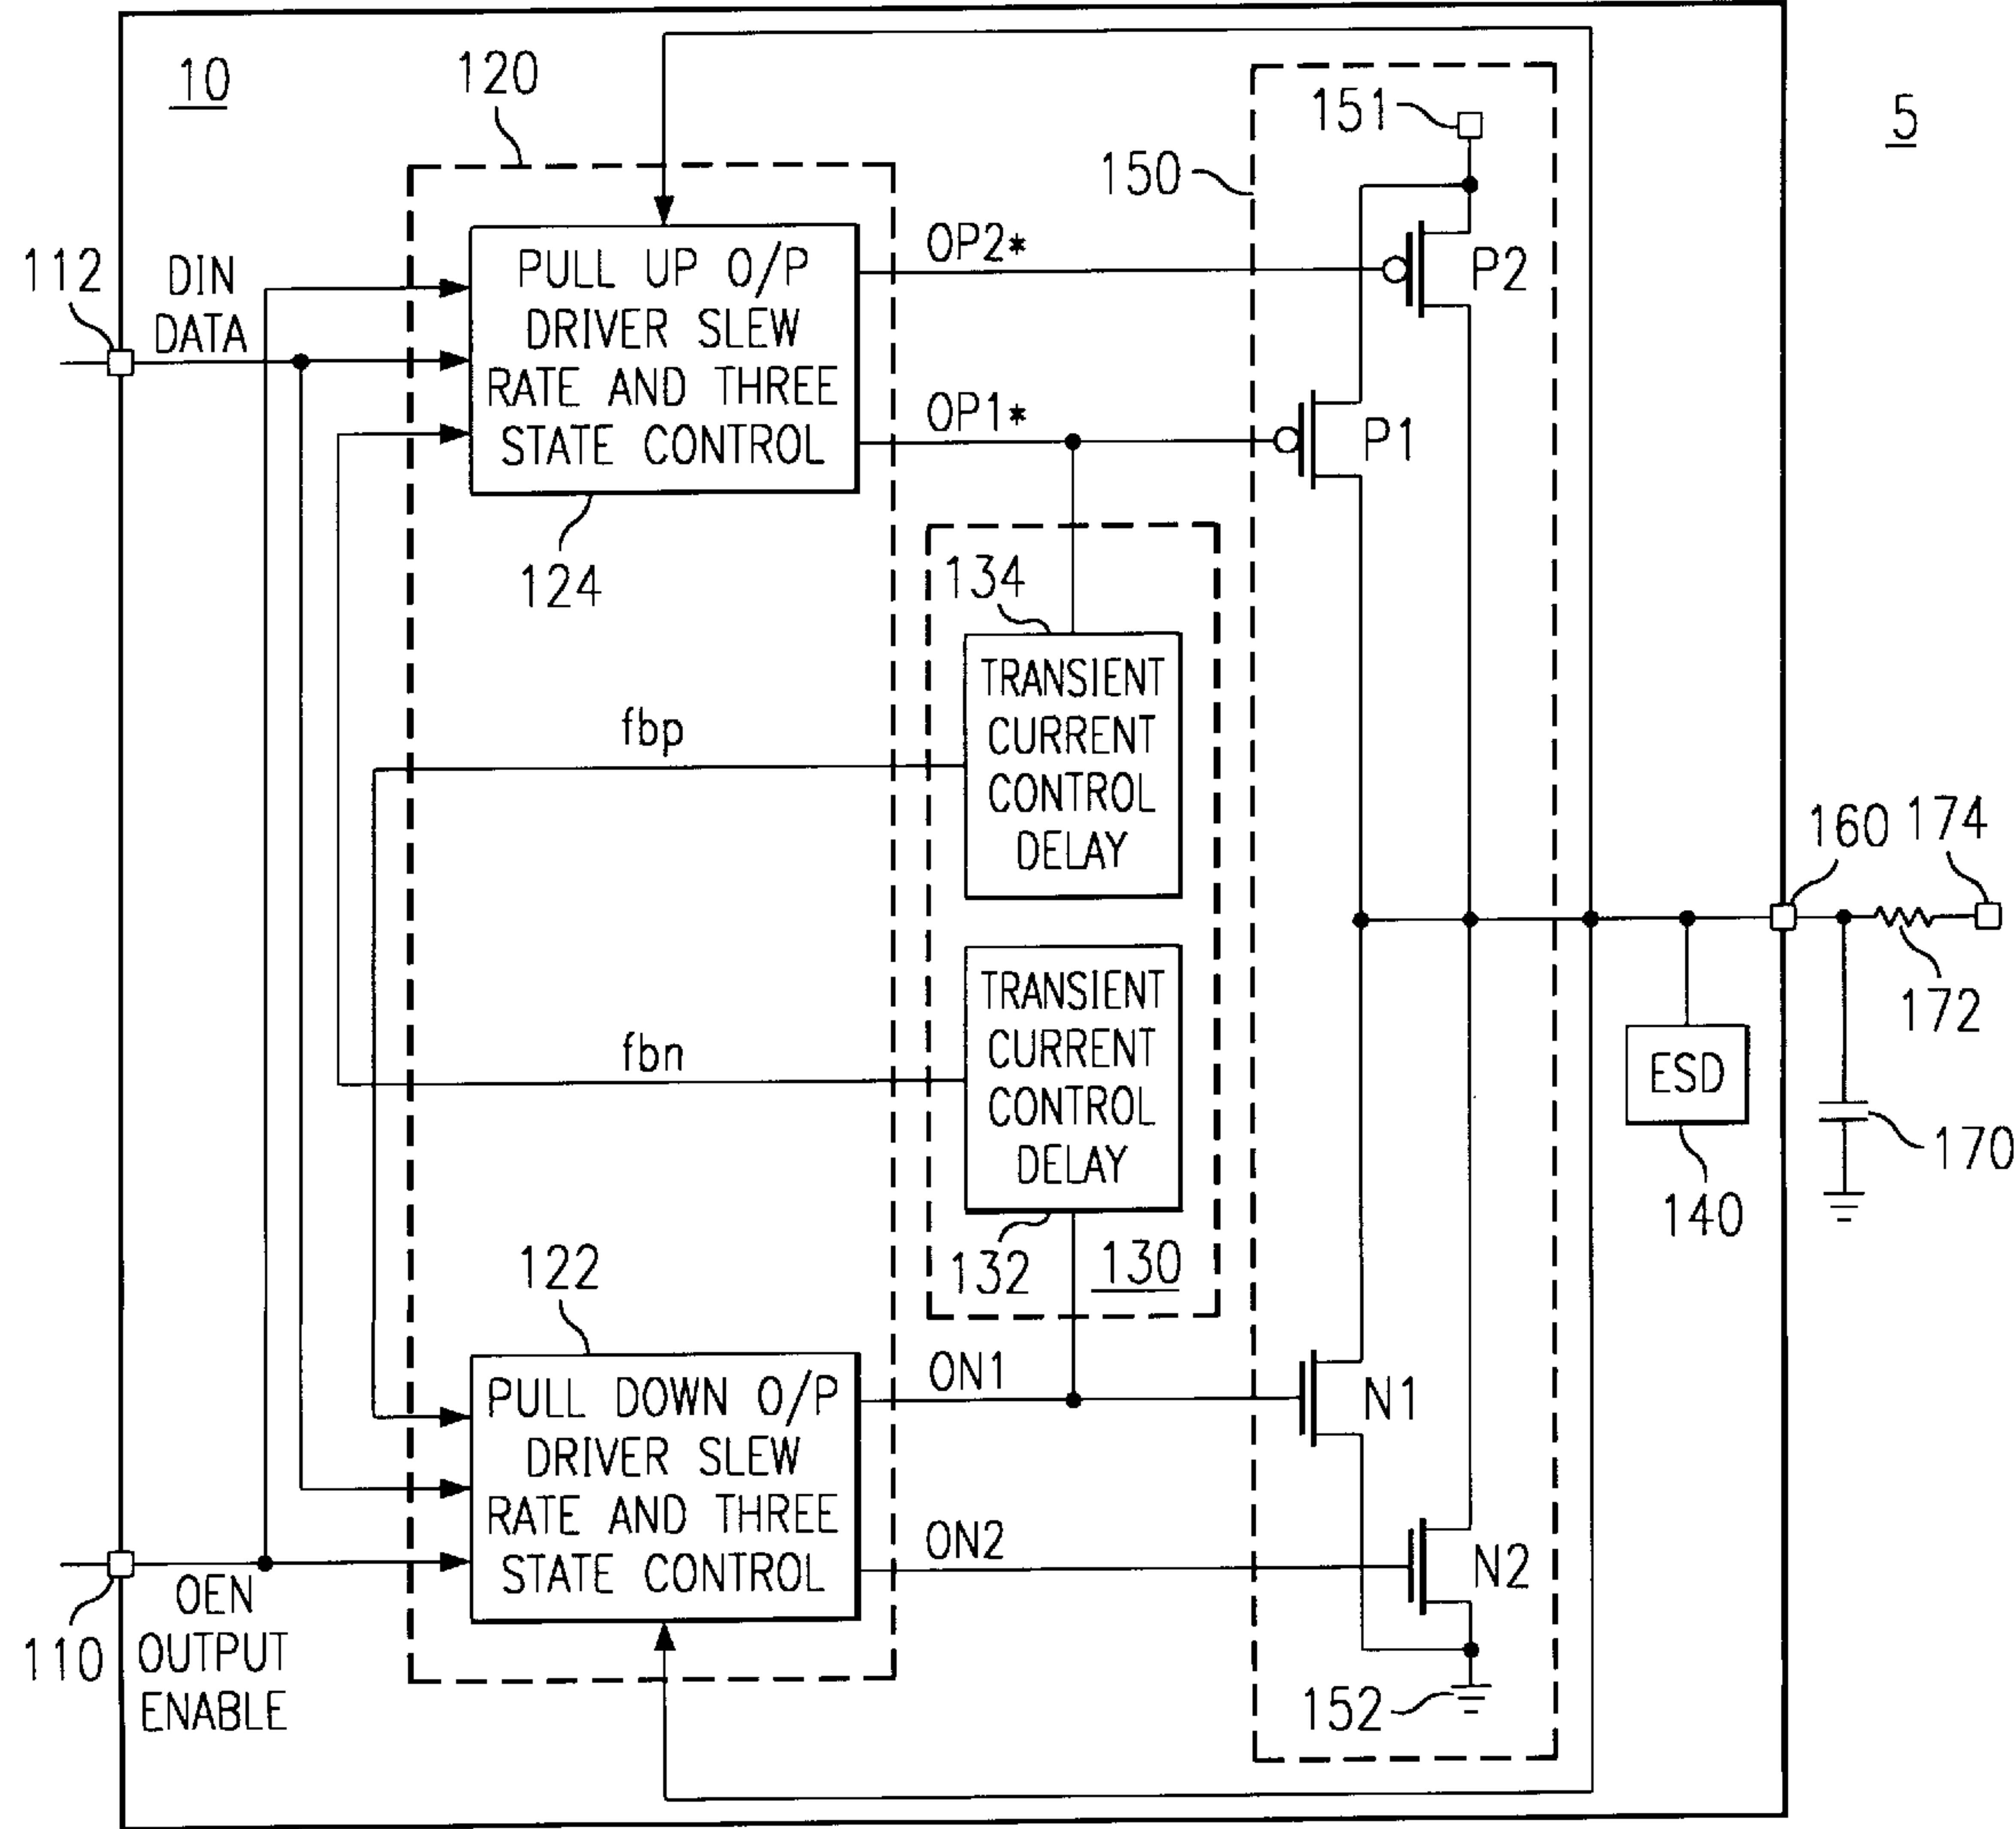 10
120
5
151
150
112
DIN
DATA
PULL UP O/P
DRIVER SLEW
RATE AND THREE
STATE CONTROL
OP2*
P2
OP1*
P1
124
134
TRANSIENT
CURRENT
CONTROL
DELAY
fbp
160
174
TRANSIENT
CURRENT
CONTROL
DELAY
fbn
172
ESD
170
140
132
130
122
PULL DOWN O/P
DRIVER SLEW
RATE AND THREE
STATE CONTROL
ON1
N1
ON2
N2
110
OEN
OUTPUT
ENABLE
152